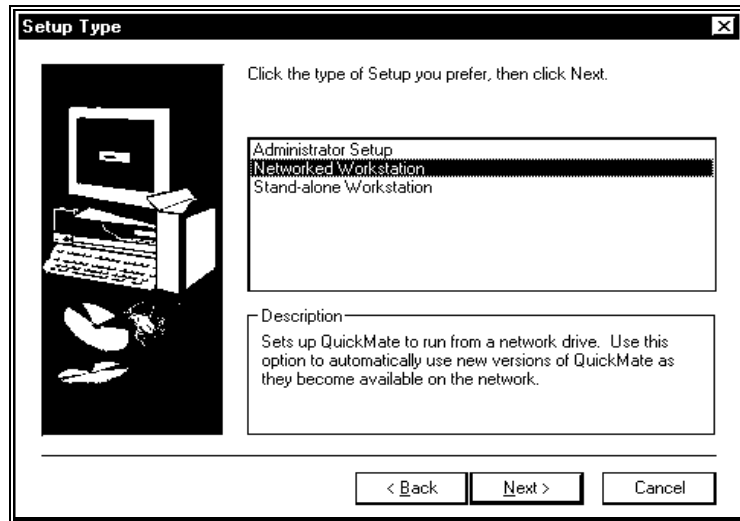 Setup Type
Click the type of Setup you prefer, then click Next.
Administrator Setup
Networked Workstation
Stand-alone Workstation
Description
Sets up QuickMate to run from a network drive.  Use this
option to automatically use new versions of QuickMate as
they become available on the network.
< Back
Next >
Cancel